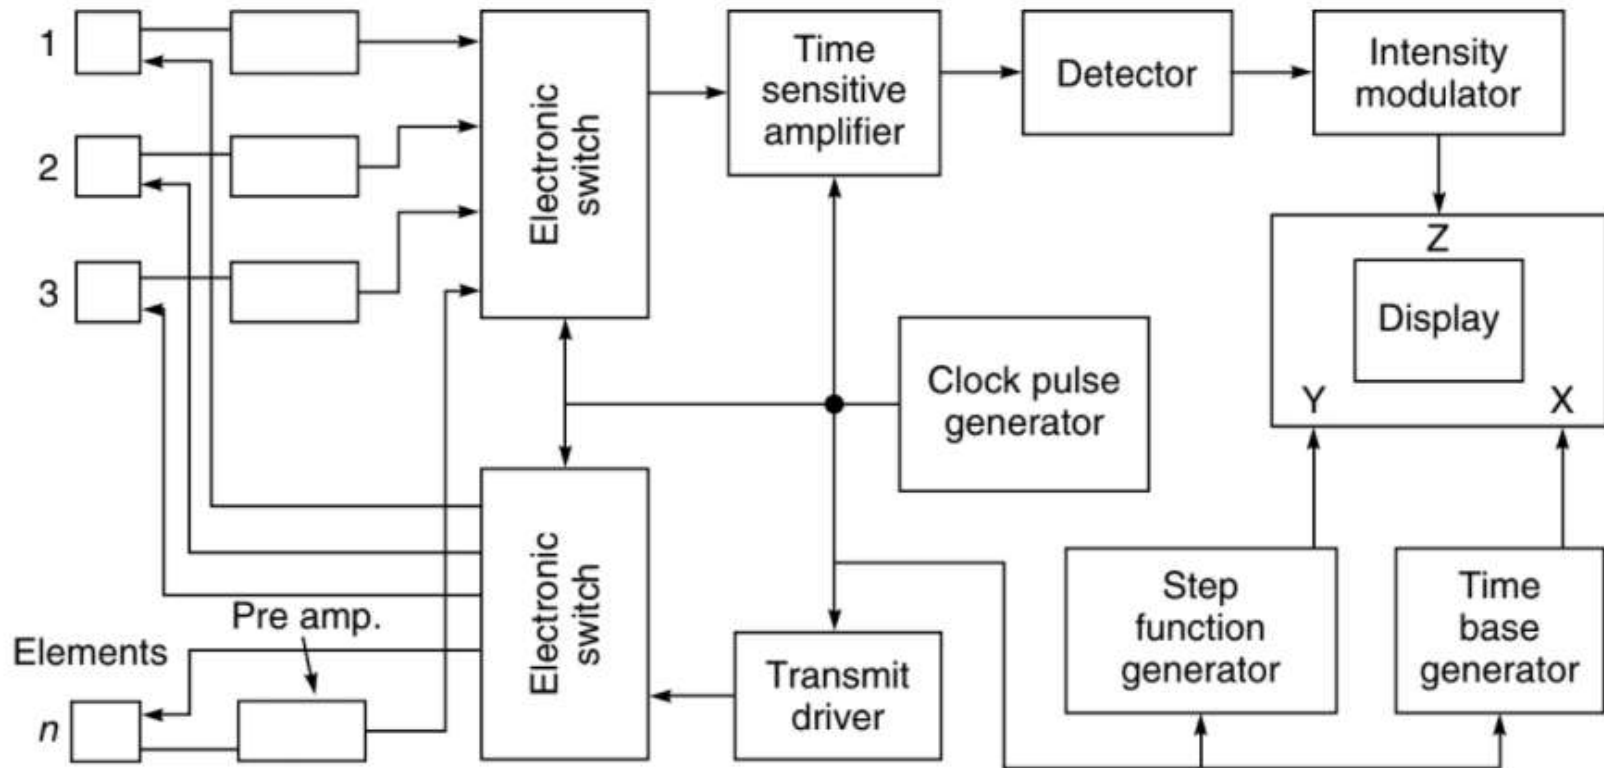 1
2
3
Electronic
switch
Time
sensitive
amplifier
Detector
Intensity
modulator
Z
Display
Y
X
Clock pulse
generator
Electronic
switch
Pre amp.
Elements
n
Transmit
driver
Step
function
generator
Time
base
generator